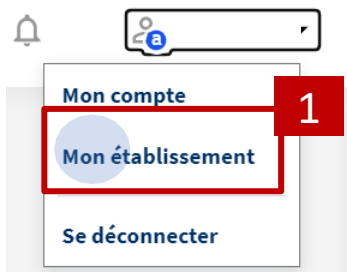 a
Mon compte
1
Mon établissement
Se déconnecter